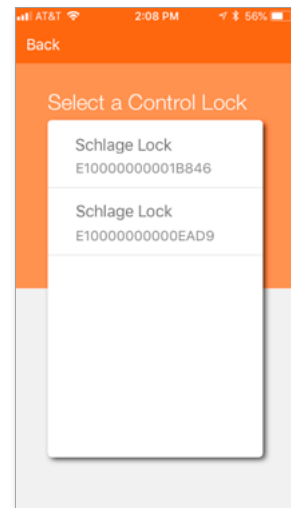 AT&T 2:08 PM 56%
Back
Select a Control Lock
Schlage Lock
E10000000001B846
Schlage Lock
E10000000000EAD9